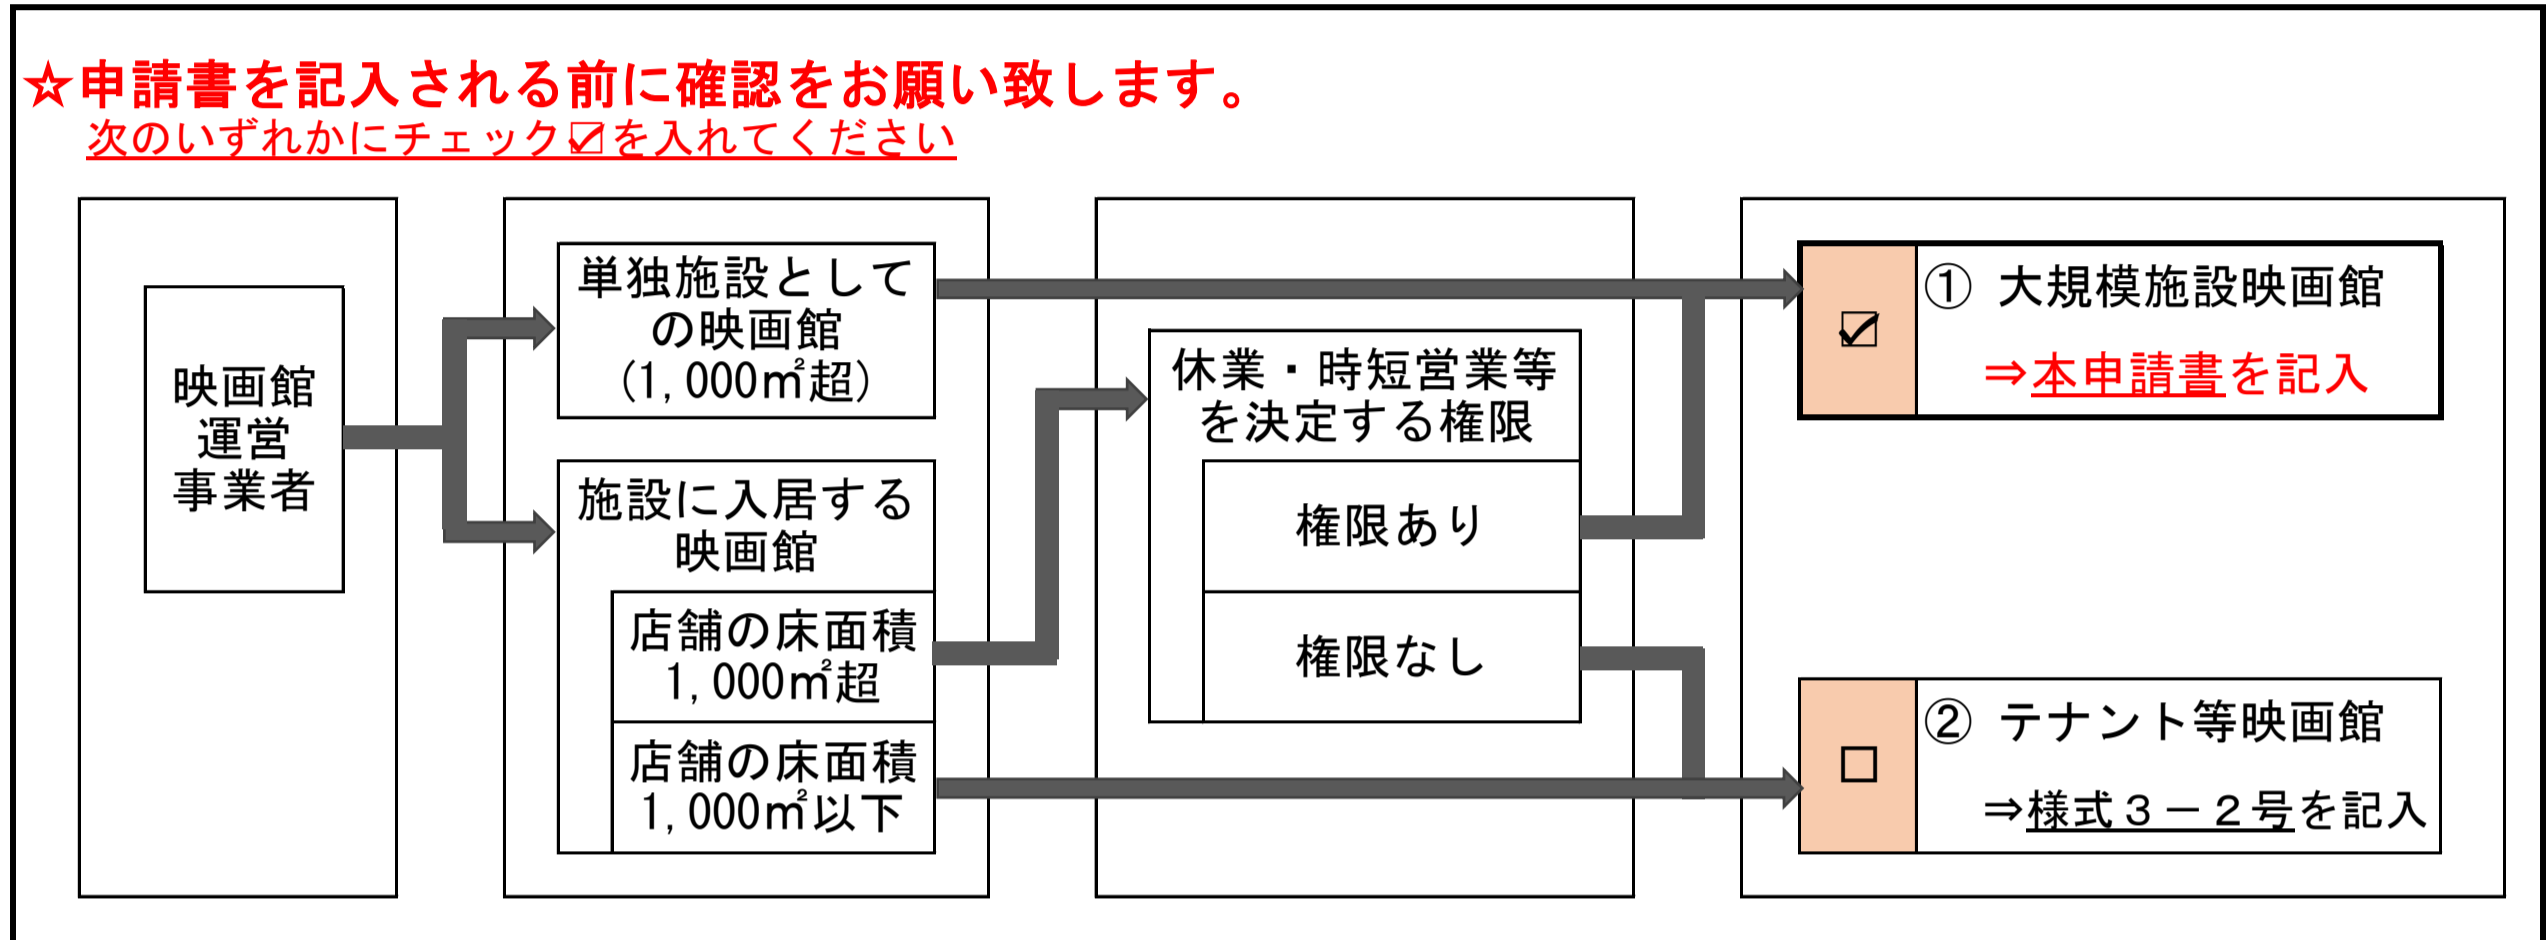 ☆申請書を記入される前に確認をお願い致します。
次のいずれかにチェック☑を入れてください
映画館
運営
事業者
単独施設として
の映画館
(1,000㎡超)
施設に入居する
映画館
店舗の床面積
1,000㎡超
店舗の床面積
1,000㎡以下
休業・時短営業等
を決定する権限
権限あり
権限なし
☑
① 大規模施設映画館
⇒本申請書を記入
□
② テナント等映画館
⇒様式３－２号を記入